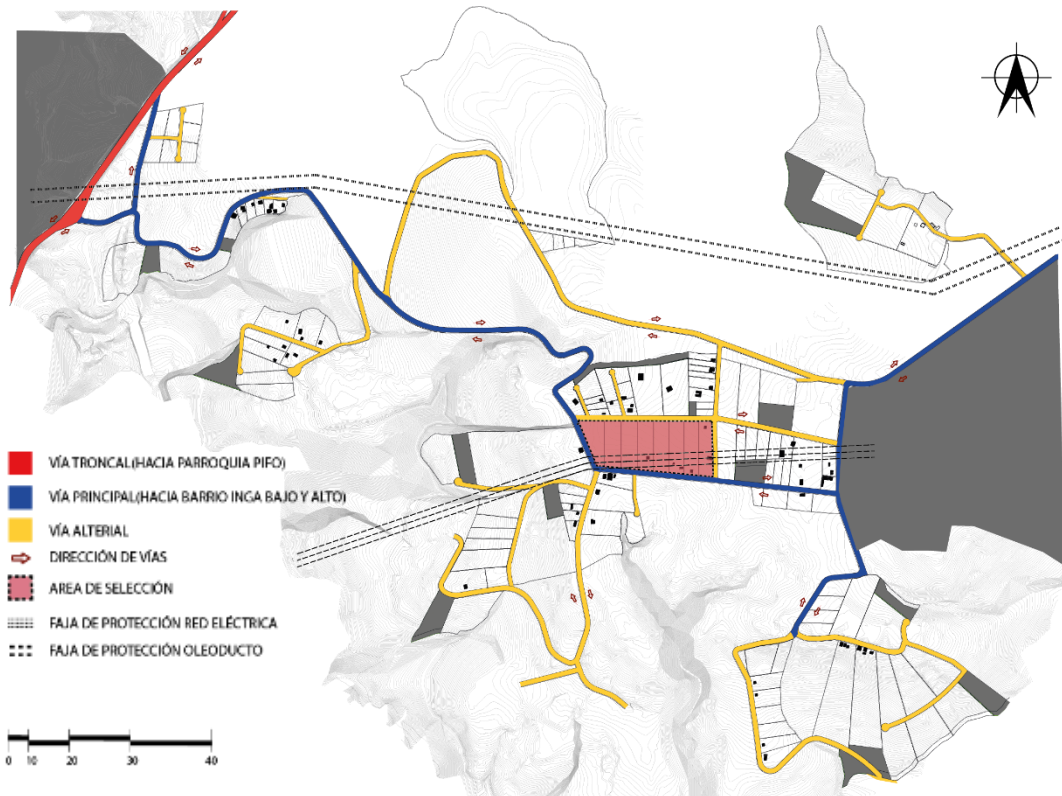 VÍA TRONCAL(HACIA PARROQUIA PIFO)
VÍA PRINCIPAL(HACIA BARRIO INGA BAJO Y ALTO)
VÍA ALTERIAL
DIRECCIÓN DE VÍAS
AREA DE SELECCIÓN
FAJA DE PROTECCIÓN RED ELÉCTRICA
FAJA DE PROTECCIÓN OLEODUCTO
0 10 20 30 40